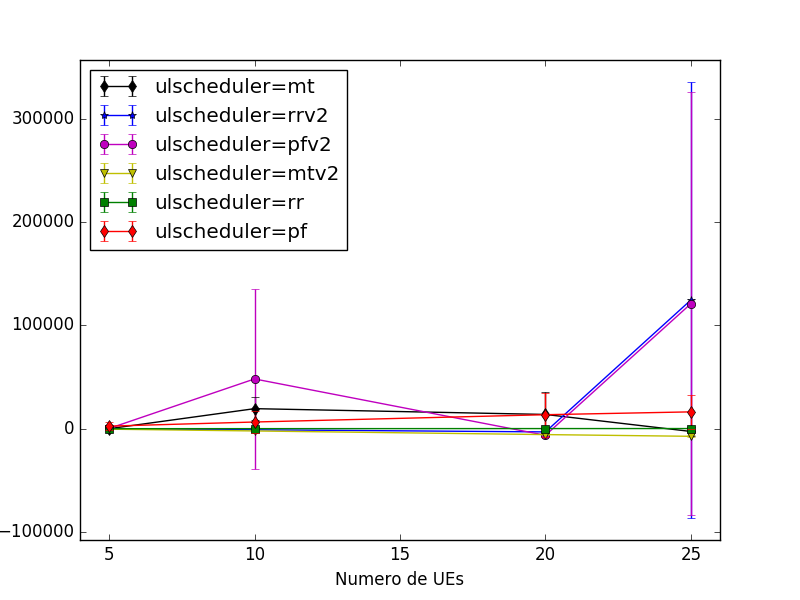 ulscheduler=mt
ulscheduler=rrv2
ulscheduler=pfv2
ulscheduler=mtv2
ulscheduler=rr
ulscheduler=pf
300000
200000
100000
0
−100000
5 10 15 20 25
Numero de UEs